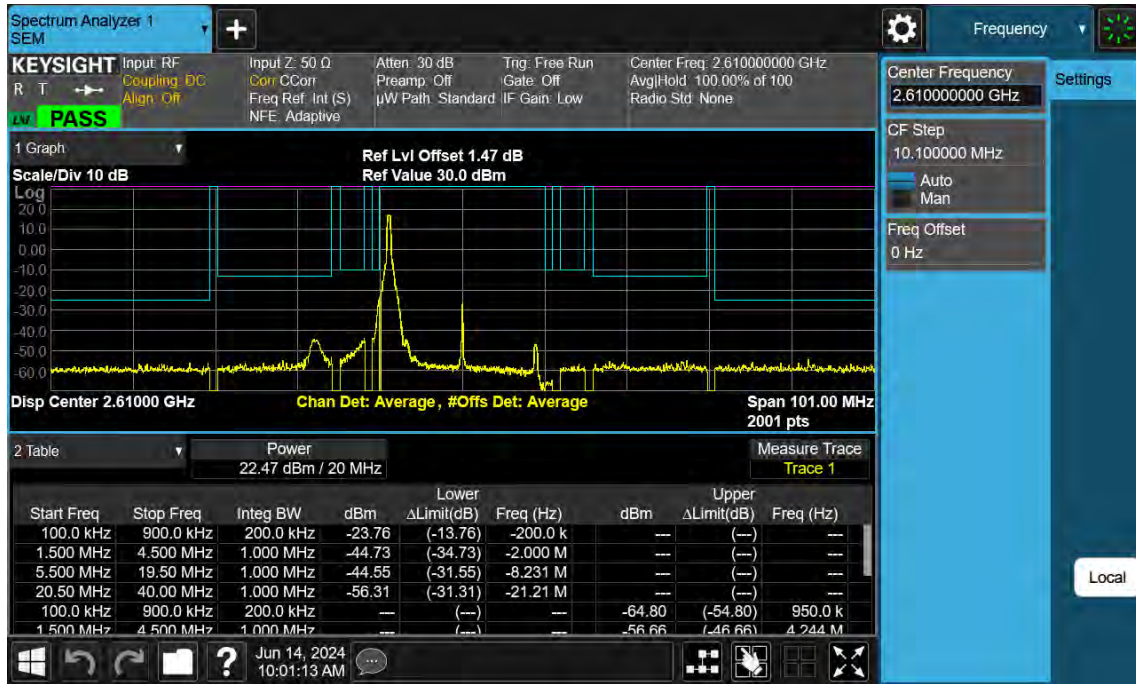 Spectrum Analyzer 1
SEM
Frequency
KEYSIGHT
R T
LXI PASS
Input: RF
Coupling: DC
Align: Off
Input Z: 50 Ω
Corr CCorr
Freq Ref: Int (S)
NFE: Adaptive
Atten: 30 dB
Preamp: Off
µW Path: Standard
Trig: Free Run
Gate: Off
IF Gain: Low
Center Freq: 2.610000000 GHz
Avg|Hold: 100.00% of 100
Radio Std: None
Center Frequency
2.610000000 GHz
Settings
CF Step
10.100000 MHz
Auto
Man
Freq Offset
0 Hz
1 Graph
Scale/Div 10 dB
Ref Lvl Offset 1.47 dB
Ref Value 30.0 dBm
Log
20.0
10.0
0.00
-10.0
-20.0
-30.0
-40.0
-50.0
-60.0
Disp Center 2.61000 GHz
Chan Det: Average, #Offs Det: Average
Span 101.00 MHz
2001 pts
2 Table
Power
22.47 dBm / 20 MHz
Measure Trace
Trace 1
Lower Upper
Start Freq Stop Freq Integ BW dBm ΔLimit(dB) Freq (Hz) dBm ΔLimit(dB) Freq (Hz)
100.0 kHz 900.0 kHz 200.0 kHz -23.76 (-13.76) -200.0 k --- (---) ---
1.500 MHz 4.500 MHz 1.000 MHz -44.73 (-34.73) -2.000 M --- (---) ---
5.500 MHz 19.50 MHz 1.000 MHz -44.55 (-31.55) -8.231 M --- (---) ---
20.50 MHz 40.00 MHz 1.000 MHz -56.31 (-31.31) -21.21 M --- (---) ---
100.0 kHz 900.0 kHz 200.0 kHz --- (---) --- -64.80 (-54.80) 950.0 k
1.500 MHz 4.500 MHz 1.000 MHz --- (---) --- -56.66 (-46.66) 4.244 M
Local
?
Jun 14, 2024
10:01:13 AM